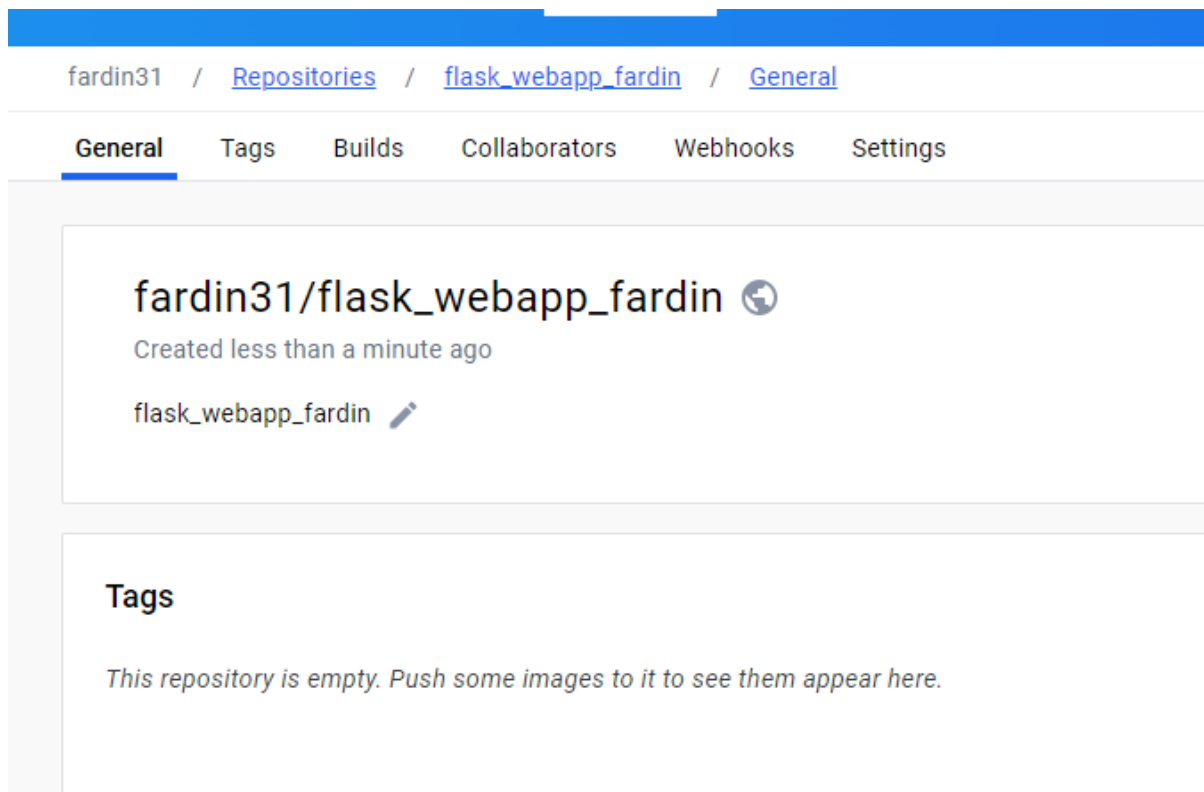 fardin31 / Repositories / flask_webapp_fardin / General
General Tags Builds Collaborators Webhooks Settings
fardin31/flask_webapp_fardin
Created less than a minute ago
flask_webapp_fardin
Tags
This repository is empty. Push some images to it to see them appear here.